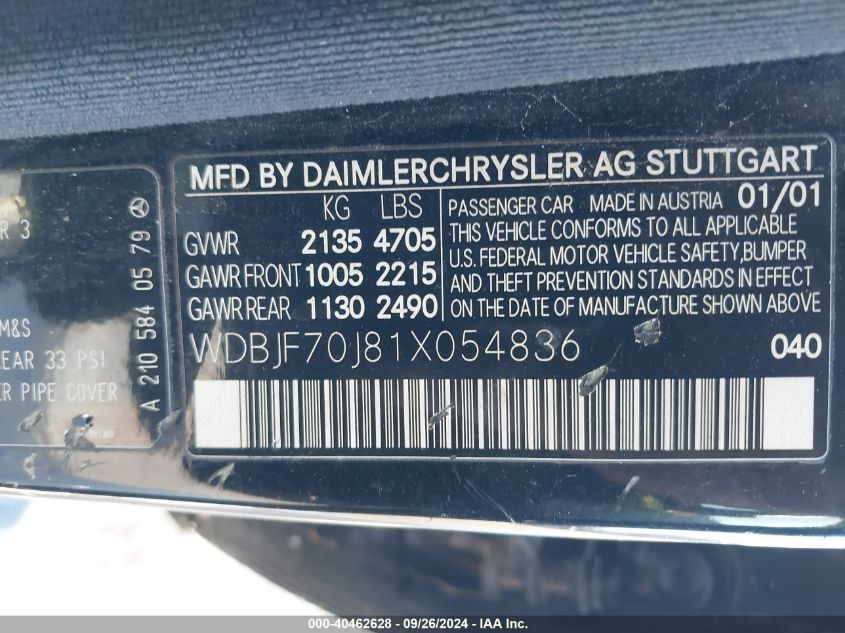 MFD BY DAIMLERCHRYSLER AG STUTTGART
KG LBS
GVWR 2135 4705
GAWR FRONT 1005 2215
GAWR REAR 1130 2490
PASSENGER CAR MADE IN AUSTRIA 01/01
THIS VEHICLE CONFORMS TO ALL APPLICABLE
U.S. FEDERAL MOTOR VEHICLE SAFETY,BUMPER
AND THEFT PREVENTION STANDARDS IN EFFECT
ON THE DATE OF MANUFACTURE SHOWN ABOVE
WDBJF70J81X054836 040
R 3
M&S
EAR 33 PSI
ER PIPE COVER
A 210 584 05 79
000-40462628 - 09/26/2024 - IAA Inc.